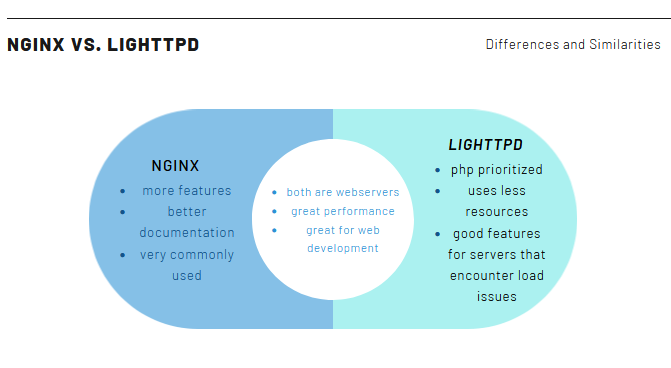 NGINX VS. LIGHTTPD
Differences and Similarities
NGINX
• more features
• better
documentation
• very commonly
used
• both are webservers
• great performance
• great for web
development
LIGHTTPD
• php prioritized
• uses less
resources
• good features
for servers that
encounter load
issues